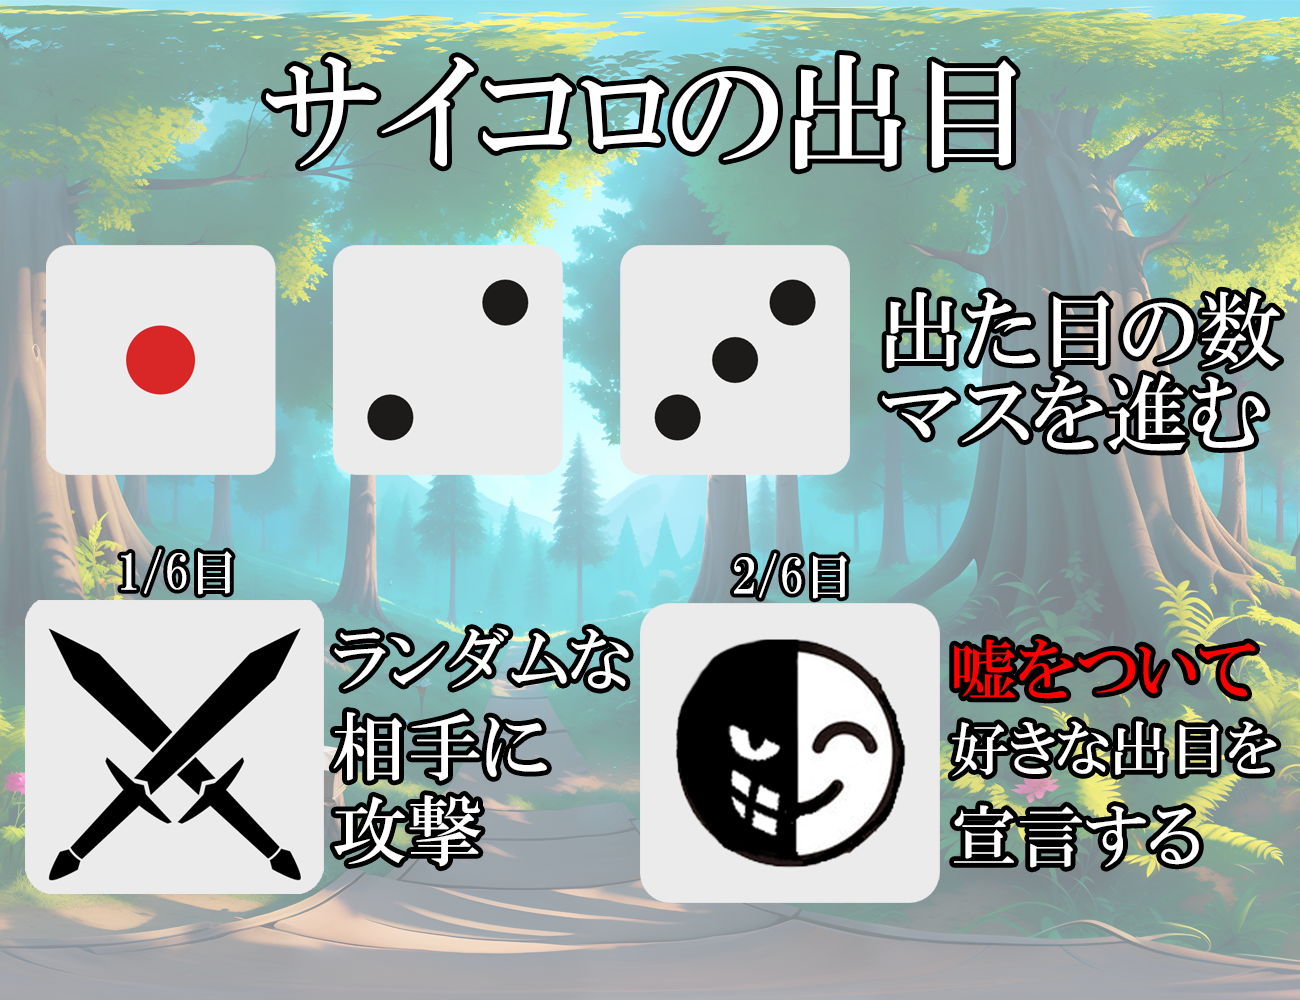 サイコロの出目
出た目の数
マスを進む
1/6目
ランダムな
相手に
攻撃
2/6目
嘘をついて
好きな出目を
宣言する